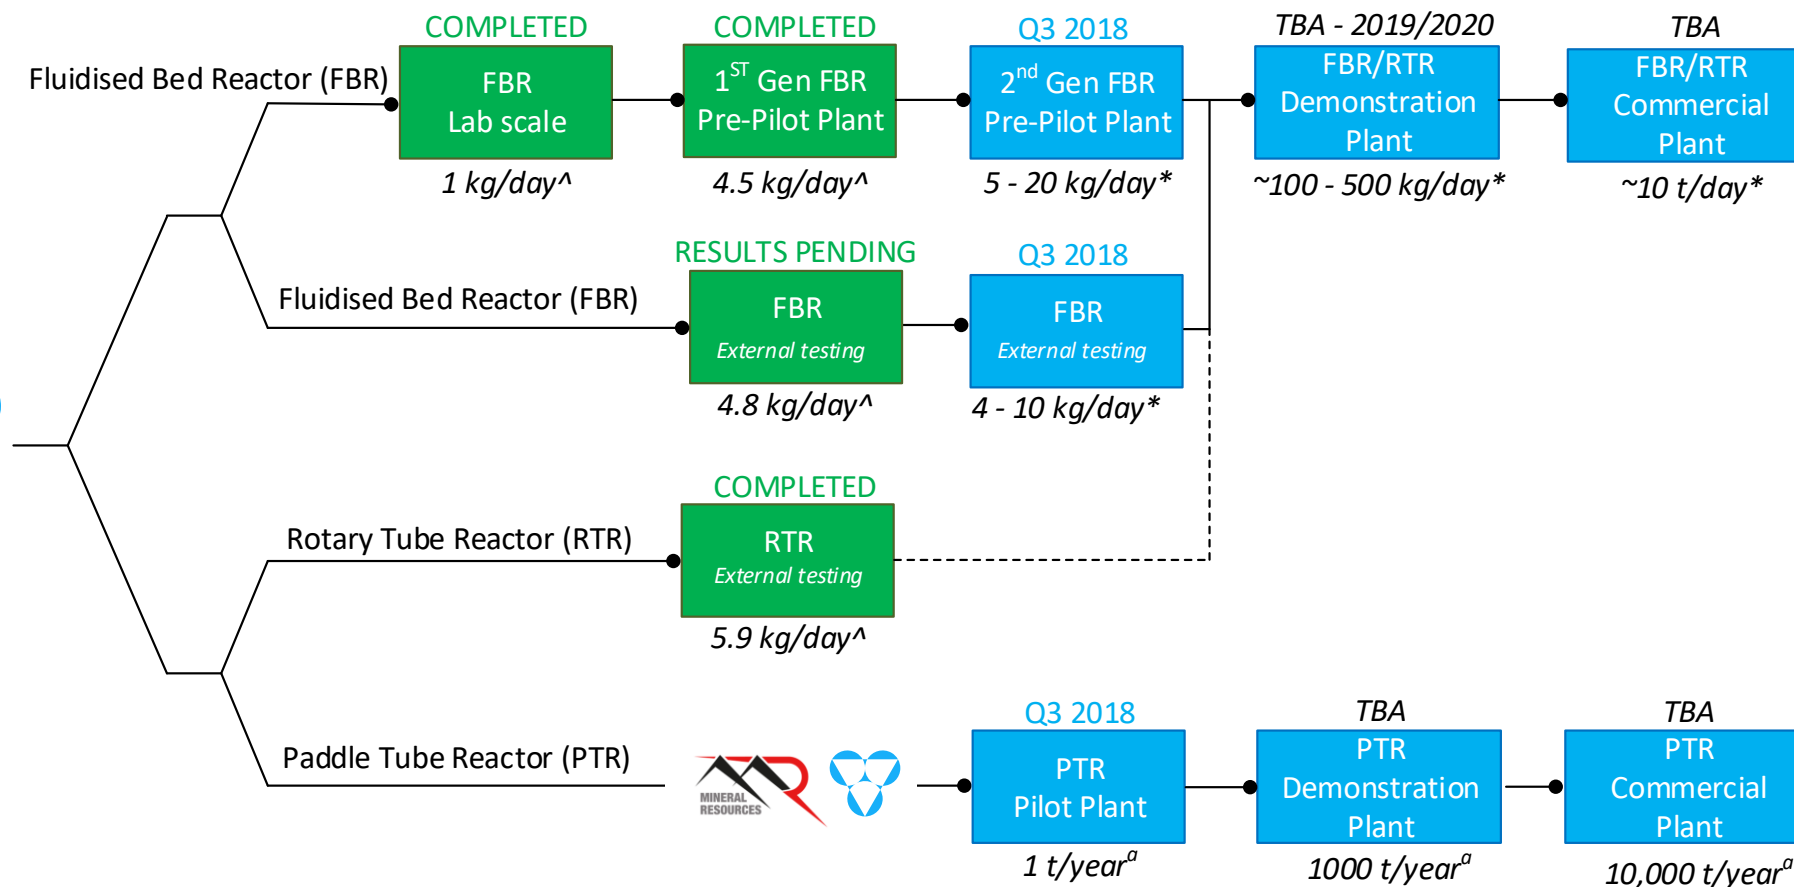 COMPLETED
Fluidised Bed Reactor (FBR)
FBR
Lab scale
1 kg/day^
COMPLETED
1ST Gen FBR
Pre-Pilot Plant
4.5 kg/day^
Q3 2018
2nd Gen FBR
Pre-Pilot Plant
5 - 20 kg/day*
TBA - 2019/2020
FBR/RTR
Demonstration
Plant
~100 - 500 kg/day*
TBA
FBR/RTR
Commercial
Plant
~10 t/day*
Fluidised Bed Reactor (FBR)
RESULTS PENDING
FBR
External testing
4.8 kg/day^
Q3 2018
FBR
External testing
4 - 10 kg/day*
Rotary Tube Reactor (RTR)
COMPLETED
RTR
External testing
5.9 kg/day^
Paddle Tube Reactor (PTR)
MINERAL
RESOURCES
Q3 2018
PTR
Pilot Plant
1 t/yearᵃ
TBA
PTR
Demonstration
Plant
1000 t/yearᵃ
TBA
PTR
Commercial
Plant
10,000 t/yearᵃ